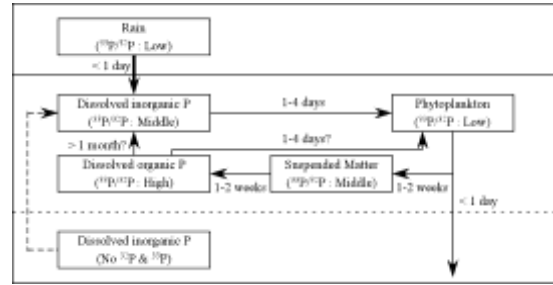 Rain
(³³P/³²P : Low)
< 1 day
Dissolved inorganic P
(³³P/³²P : Middle)
1-4 days
Phytoplankton
(³³P/³²P : Low)
> 1 month?
1-4 days?
Dissolved organic P
(³³P/³²P : High)
1-2 weeks
Suspended Matter
(³³P/³²P : Middle)
1-2 weeks
< 1 day
Dissolved inorganic P
(No ³²P & ³³P)